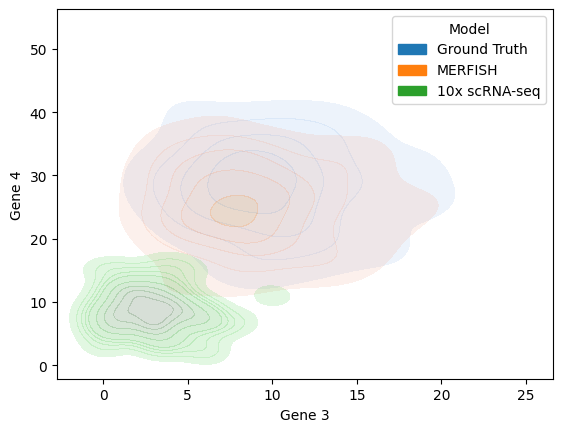 Model
Ground Truth
MERFISH
10x scRNA-seq
50
40
30
20
10
0
Gene 4
0 5 10 15 20 25
Gene 3